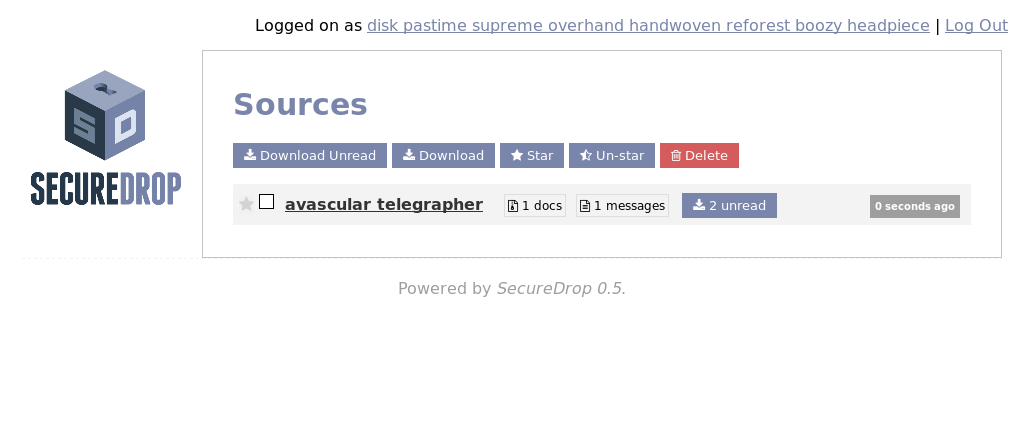 Logged on as disk pastime supreme overhand handwoven reforest boozy headpiece | Log Out
SD
SECUREDROP
Sources
Download Unread Download Star Un-star Delete
avascular telegrapher 1 docs 1 messages 2 unread 0 seconds ago
Powered by SecureDrop 0.5.